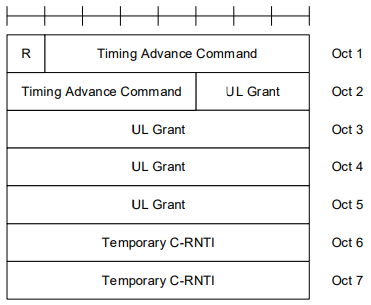 R Timing Advance Command Oct 1
Timing Advance Command UL Grant Oct 2
UL Grant Oct 3
UL Grant Oct 4
UL Grant Oct 5
Temporary C-RNTI Oct 6
Temporary C-RNTI Oct 7